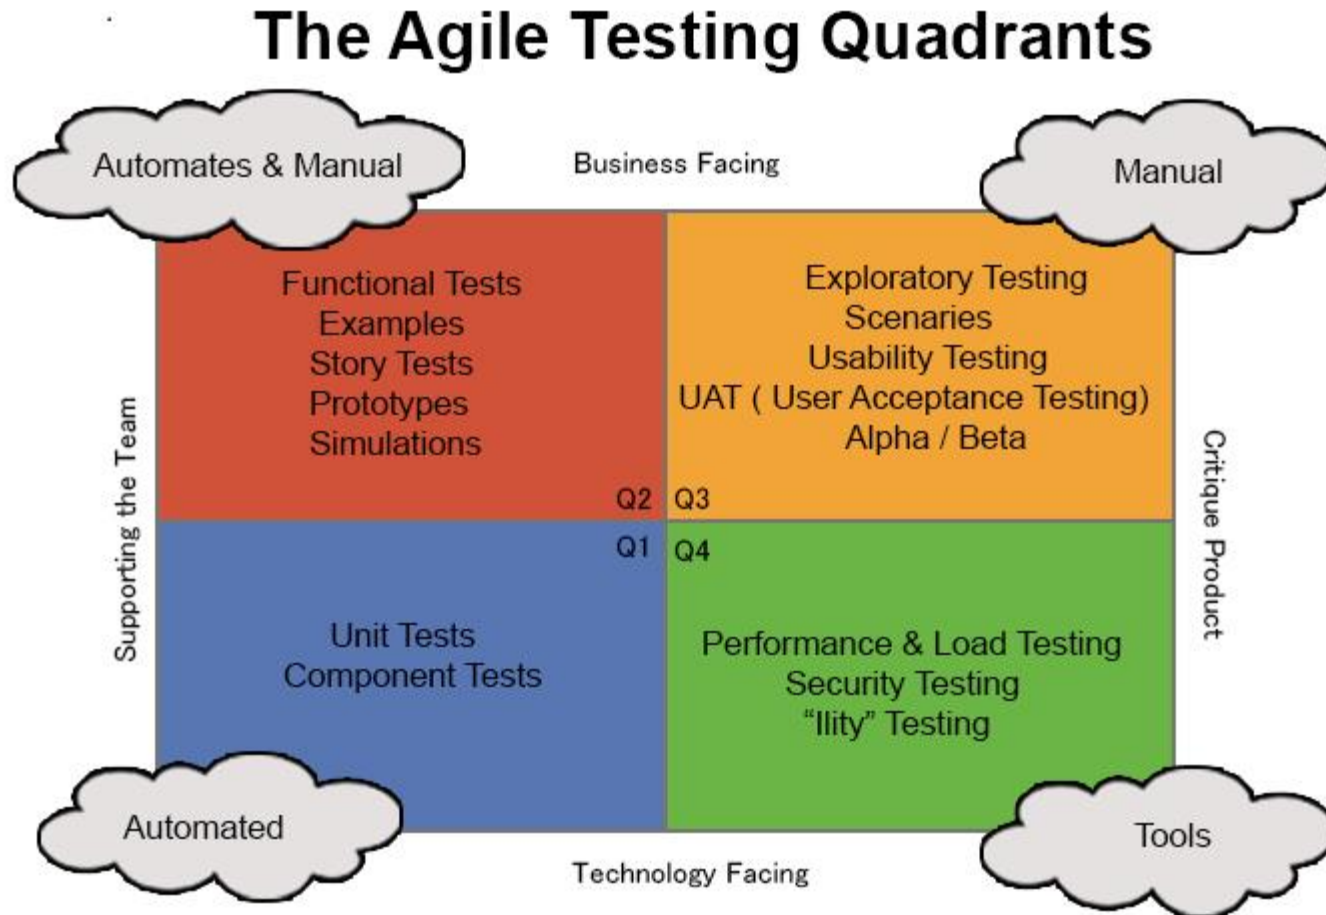 The Agile Testing Quadrants
Automates & Manual
Business Facing
Manual
Functional Tests
Examples
Story Tests
Prototypes
Simulations
Q2
Exploratory Testing
Scenaries
Usability Testing
UAT ( User Acceptance Testing)
Alpha / Beta
Q3
Supporting the Team
Critique Product
Q1
Unit Tests
Component Tests
Q4
Performance & Load Testing
Security Testing
“Ility” Testing
Automated
Technology Facing
Tools